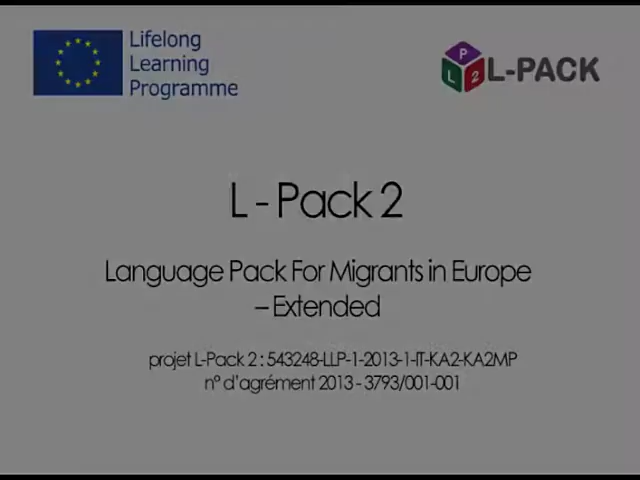 Lifelong
Learning
Programme
P
L 2 L-PACK
L - Pack 2
Language Pack For Migrants in Europe
– Extended
projet L-Pack 2 : 543248-LLP-1-2013-1-IT-KA2-KA2MP
n° d'agrément 2013 - 3793/001-001